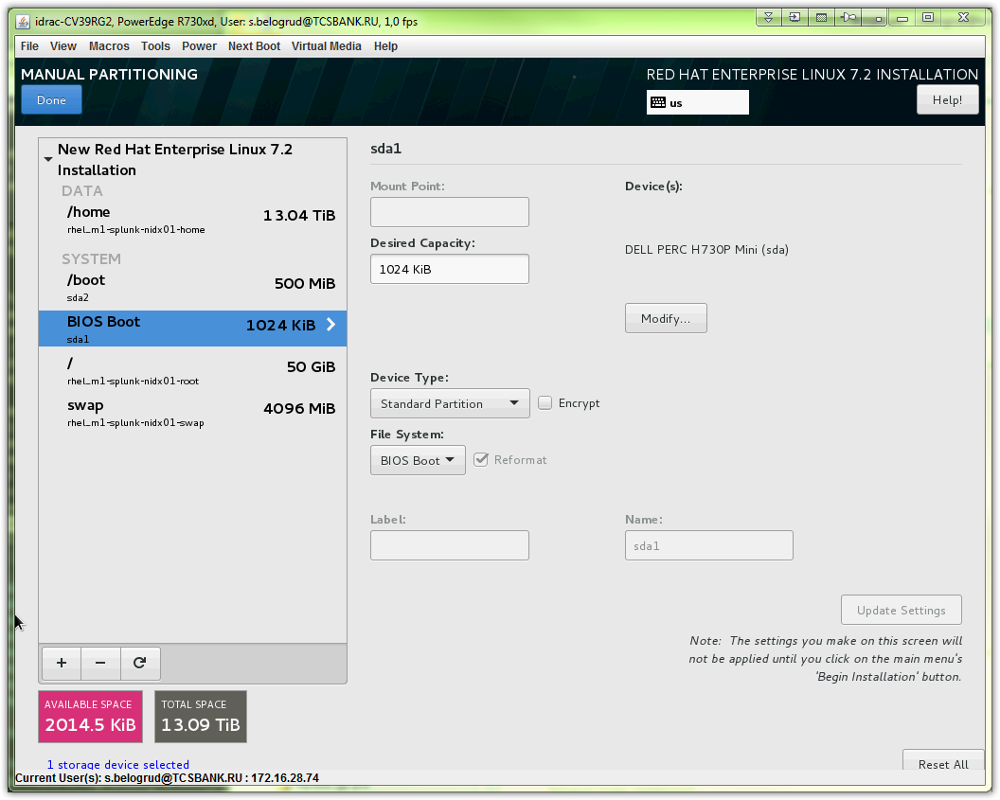 idrac-CV39RG2, PowerEdge R730xd, User: s.belogrud@TCSBANK.RU, 1,0 fps
File View Macros Tools Power Next Boot Virtual Media Help
MANUAL PARTITIONING
RED HAT ENTERPRISE LINUX 7.2 INSTALLATION
Done
us
Help!
New Red Hat Enterprise Linux 7.2
Installation
DATA
/home
13.04 TiB
rhel_m1-splunk-nidx01-home
SYSTEM
/boot
500 MiB
sda2
BIOS Boot
1024 KiB
sda1
/
50 GiB
rhel_m1-splunk-nidx01-root
swap
4096 MiB
rhel_m1-splunk-nidx01-swap
+ −
AVAILABLE SPACE
2014.5 KiB
TOTAL SPACE
13.09 TiB
1 storage device selected
sda1
Mount Point:
Device(s):
Desired Capacity:
1024 KiB
DELL PERC H730P Mini (sda)
Modify...
Device Type:
Standard Partition
Encrypt
File System:
BIOS Boot
Reformat
Label:
Name:
sda1
Update Settings
Note: The settings you make on this screen will
not be applied until you click on the main menu's
'Begin Installation' button.
Reset All
Current User(s): s.belogrud@TCSBANK.RU : 172.16.28.74